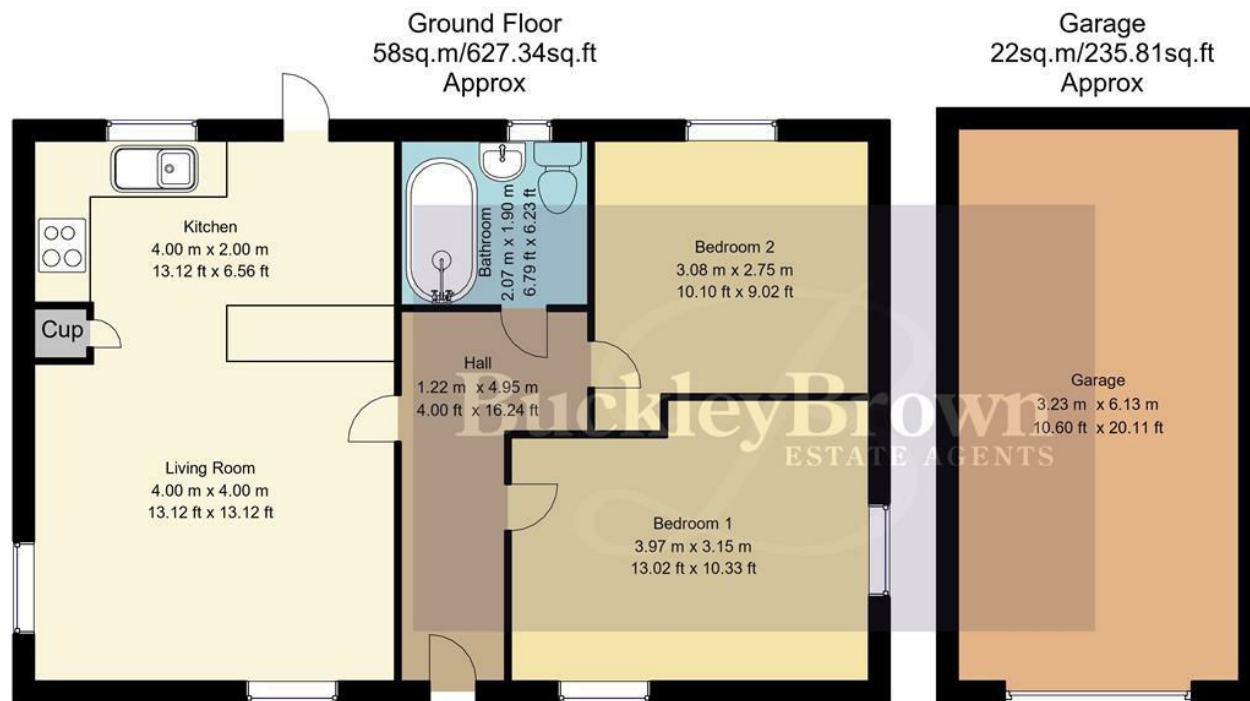 Ground Floor
58sq.m/627.34sq.ft
Approx
Garage
22sq.m/235.81sq.ft
Approx
Kitchen
4.00 m x 2.00 m
13.12 ft x 6.56 ft
Cup
Bathroom
2.07 m x 1.90 m
6.79 ft x 6.23 ft
Bedroom 2
3.08 m x 2.75 m
10.10 ft x 9.02 ft
Hall
1.22 m x 4.95 m
4.00 ft x 16.24 ft
Living Room
4.00 m x 4.00 m
13.12 ft x 13.12 ft
Bedroom 1
3.97 m x 3.15 m
13.02 ft x 10.33 ft
Garage
3.23 m x 6.13 m
10.60 ft x 20.11 ft
BuckleyBrown
ESTATE AGENTS